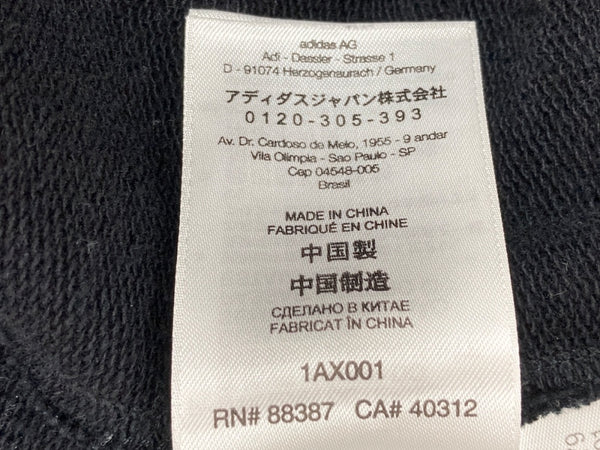 adidas AG
Adi - Dassler - Strasse 1
D - 91074 Herzogenaurach / Germany
アディダスジャパン株式会社
0120-305-393
Av. Dr. Cardoso de Melo, 1955 - 9 andar
Vila Olimpia - Sao Paulo - SP
Cep 04548-005
Brasil
MADE IN CHINA
FABRIQUÉ EN CHINE
中国製
中国制造
СДЕЛАНО В КИТАЕ
FABRICAT ÎN CHINA
1AX001
RN# 88387 CA# 40312